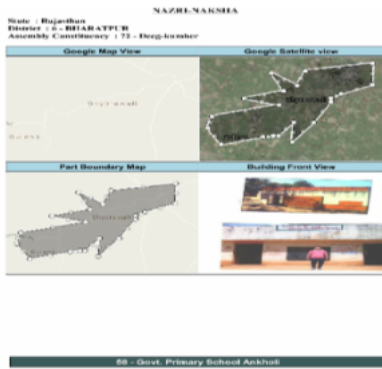 NAZRI-NAKSHA
State : Rajasthan
District : 6 - BHARATPUR
Assembly Constituency : 72 - Deeg-kumher
Google Map View
Google Satellite view
Part Boundary Map
Building Front View
58 - Govt. Primary School Ankholi